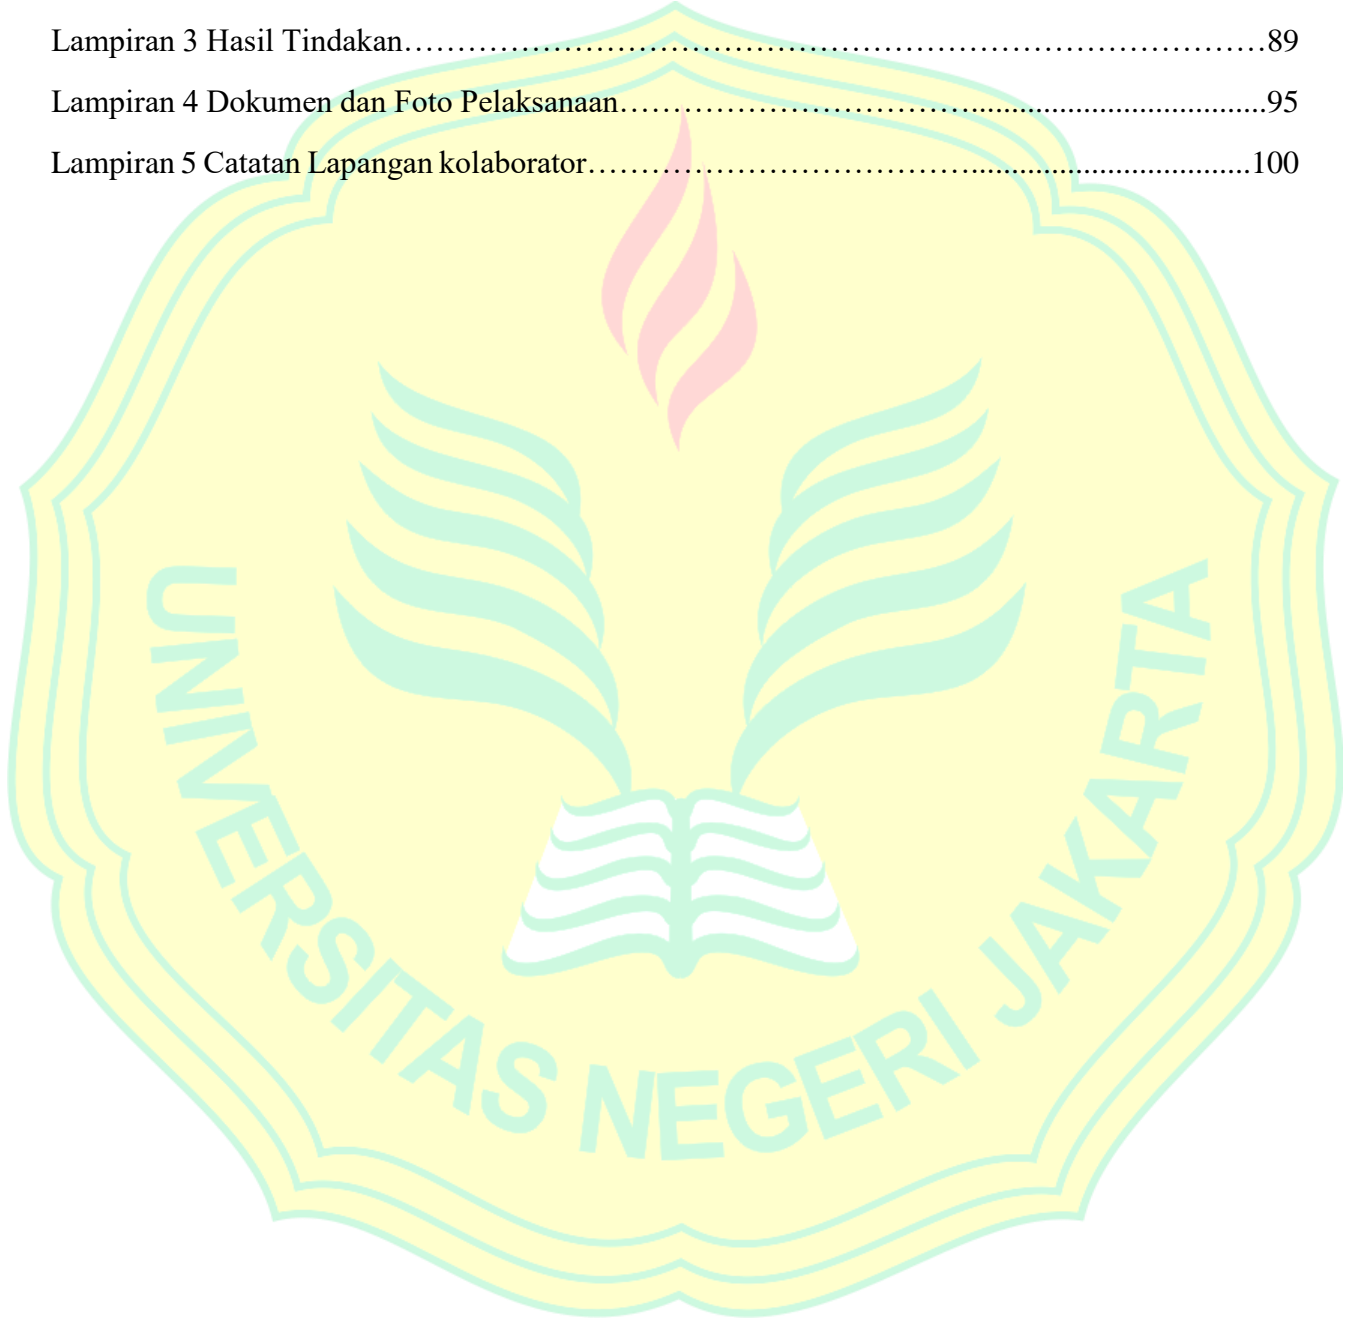 Lampiran 3 Hasil Tindakan……………………………………………………………………………………89
Lampiran 4 Dokumen dan Foto Pelaksanaan…………………………………......................................95
Lampiran 5 Catatan Lapangan kolaborator……………………………………....................................100
UNIVERSITAS NEGERI JAKARTA